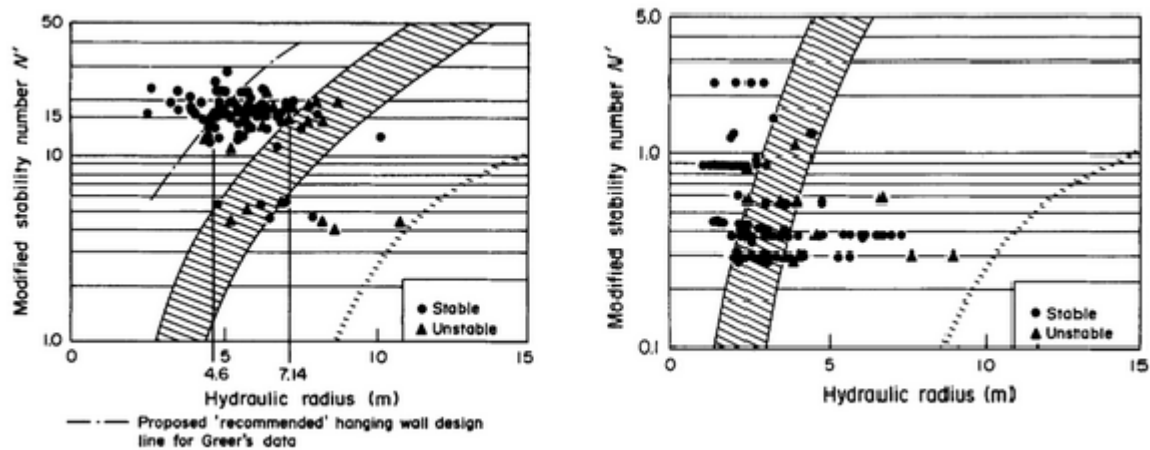 50
15
10
1.0
Modified stability number N'
0
5
10
15
4.6
7.14
Hydraulic radius (m)
Stable
Unstable
Proposed 'recommended' hanging wall design
line for Greer's data
5.0
1.0
0.1
Modified stability number N'
0
5
10
15
Hydraulic radius (m)
Stable
Unstable